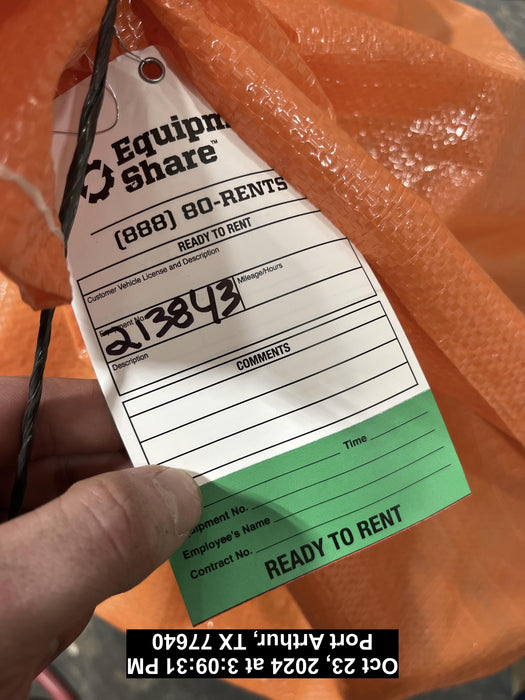 Equipm
Share™
(888) 80-RENTS
READY TO RENT
Customer Vehicle License and Description
Mileage/Hours
213843
Description
COMMENTS
Time
Equipment No.
Employee's Name
Contract No.
READY TO RENT
Oct 23, 2024 at 3:09:31 PM
Port Arthur, TX 77640